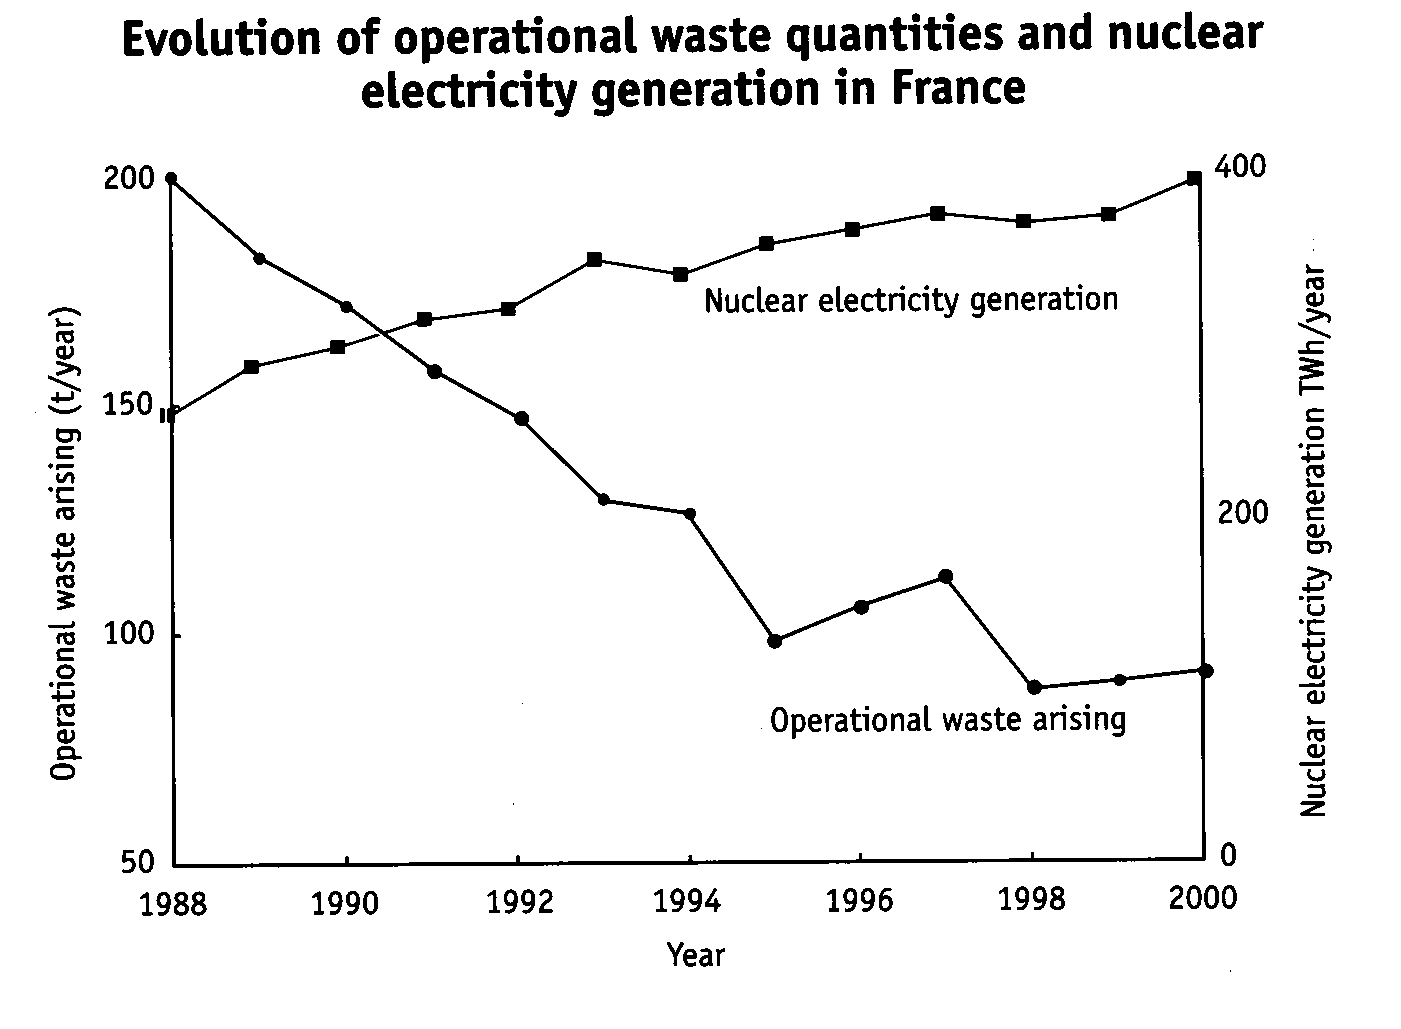 Evolution of operational waste quantities and nuclear
electricity generation in France
200
150
100
50
Operational waste arising (t/year)
400
200
0
Nuclear electricity generation TWh/year
Nuclear electricity generation
Operational waste arising
1988 1990 1992 1994 1996 1998 2000
Year